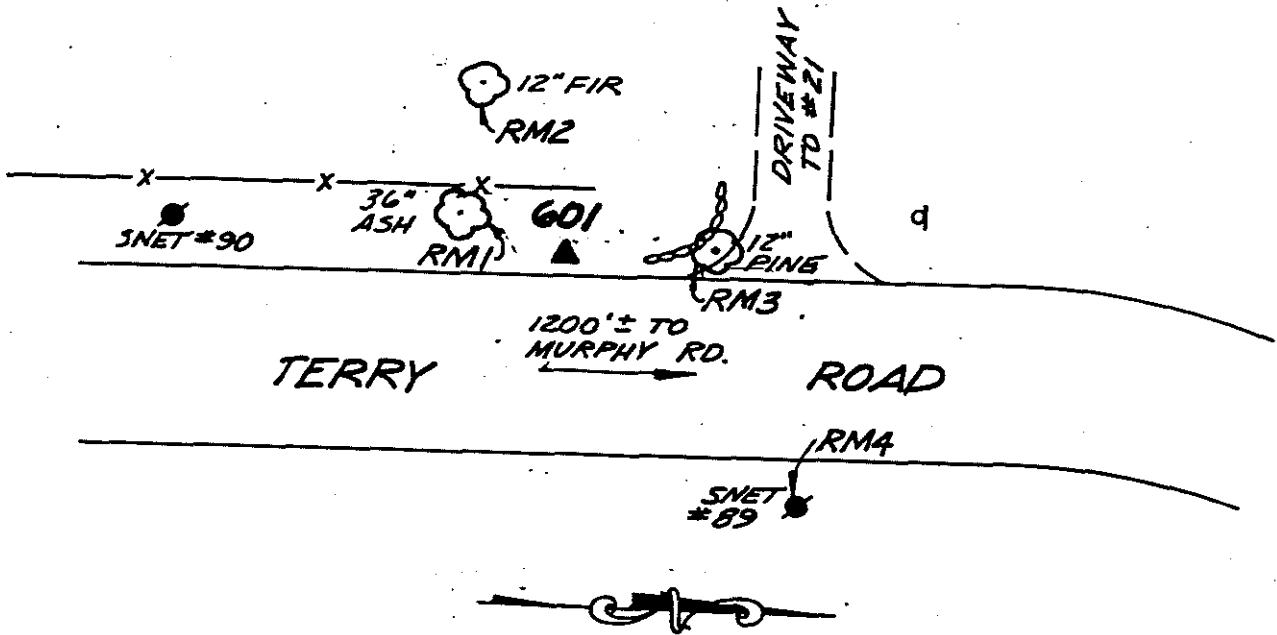 DRIVEWAY
TO #21
12" FIR
RM2
36"
ASH
601
SNET #90
RM1
12"
PINE
RM3
1200'± TO
MURPHY RD.
TERRY ROAD
RM4
SNET
#89